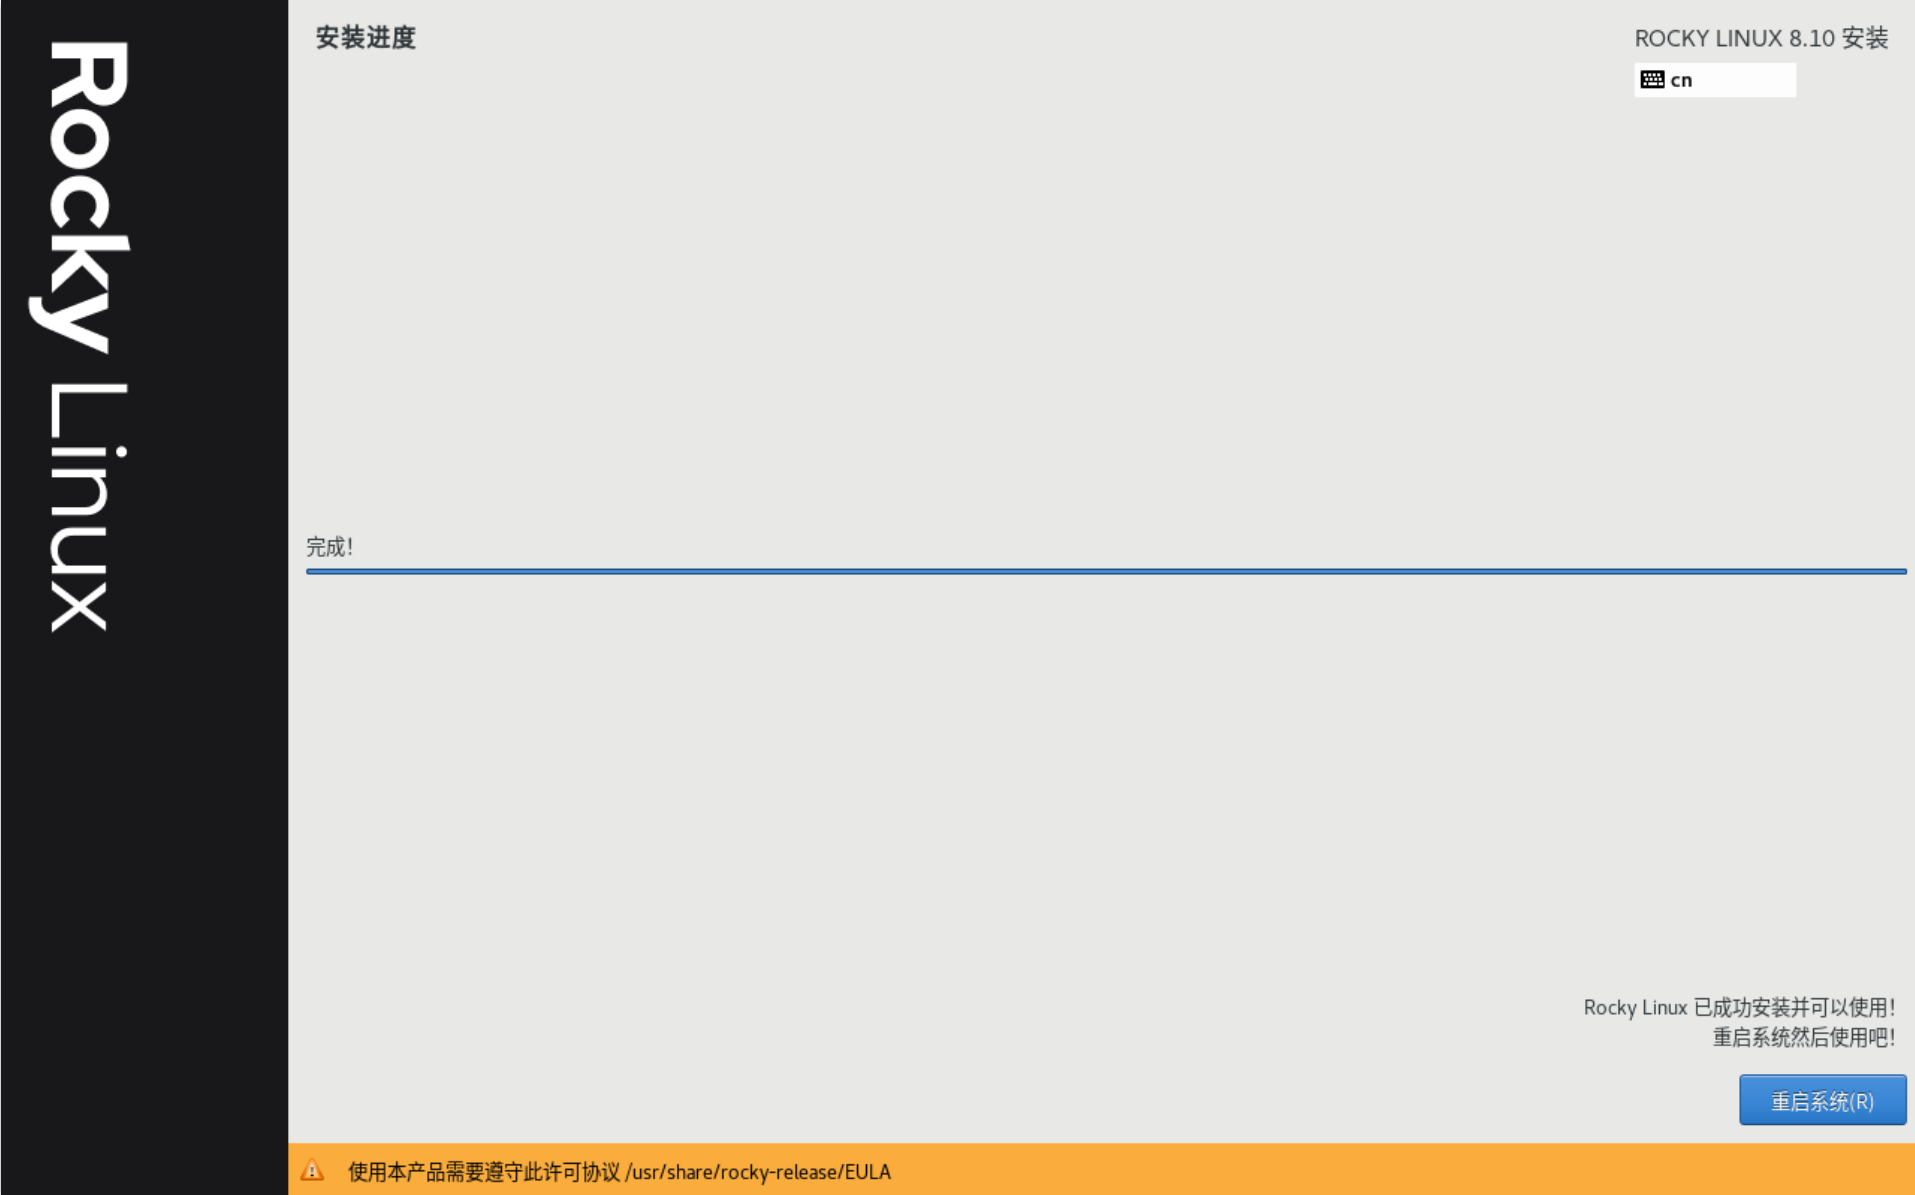 Rocky Linux
安装进度
ROCKY LINUX 8.10 安装
cn
完成！
Rocky Linux 已成功安装并可以使用！
重启系统然后使用吧！
重启系统(R)
使用本产品需要遵守此许可协议 /usr/share/rocky-release/EULA